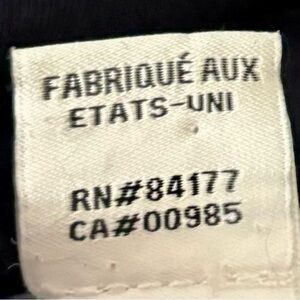 FABRIQUÉ AUX
ETATS-UNI
RN#84177
CA#00985